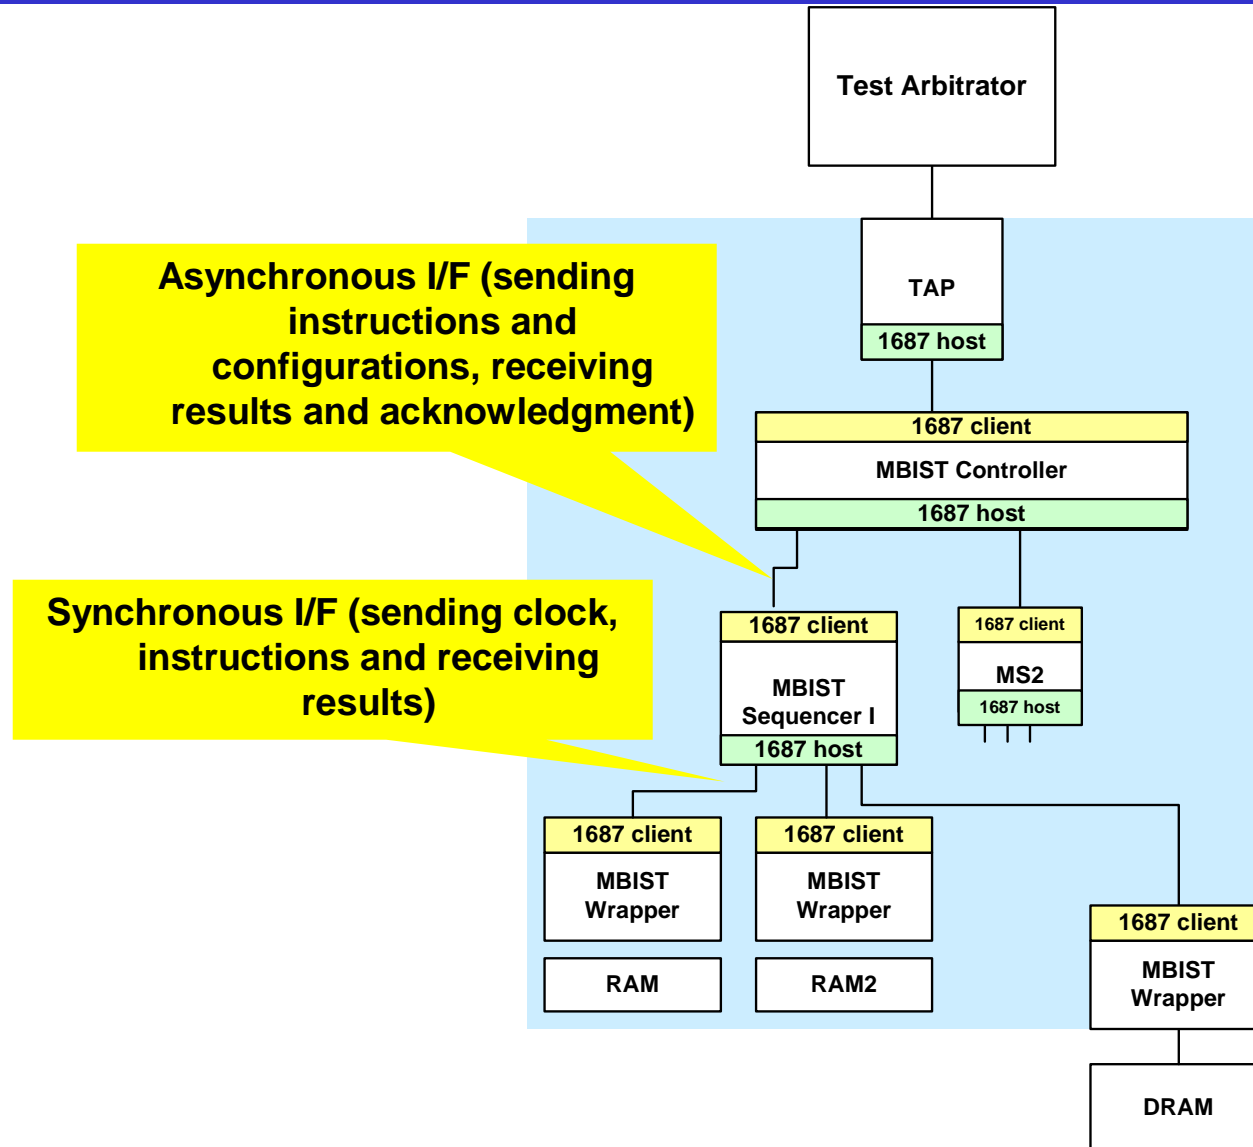 Test Arbitrator
TAP
1687 host
Asynchronous I/F (sending
instructions and
configurations, receiving
results and acknowledgment)
1687 client
MBIST Controller
1687 host
Synchronous I/F (sending clock,
instructions and receiving
results)
1687 client
MBIST
Sequencer I
1687 host
1687 client
MS2
1687 host
1687 client
MBIST
Wrapper
RAM
1687 client
MBIST
Wrapper
RAM2
1687 client
MBIST
Wrapper
DRAM